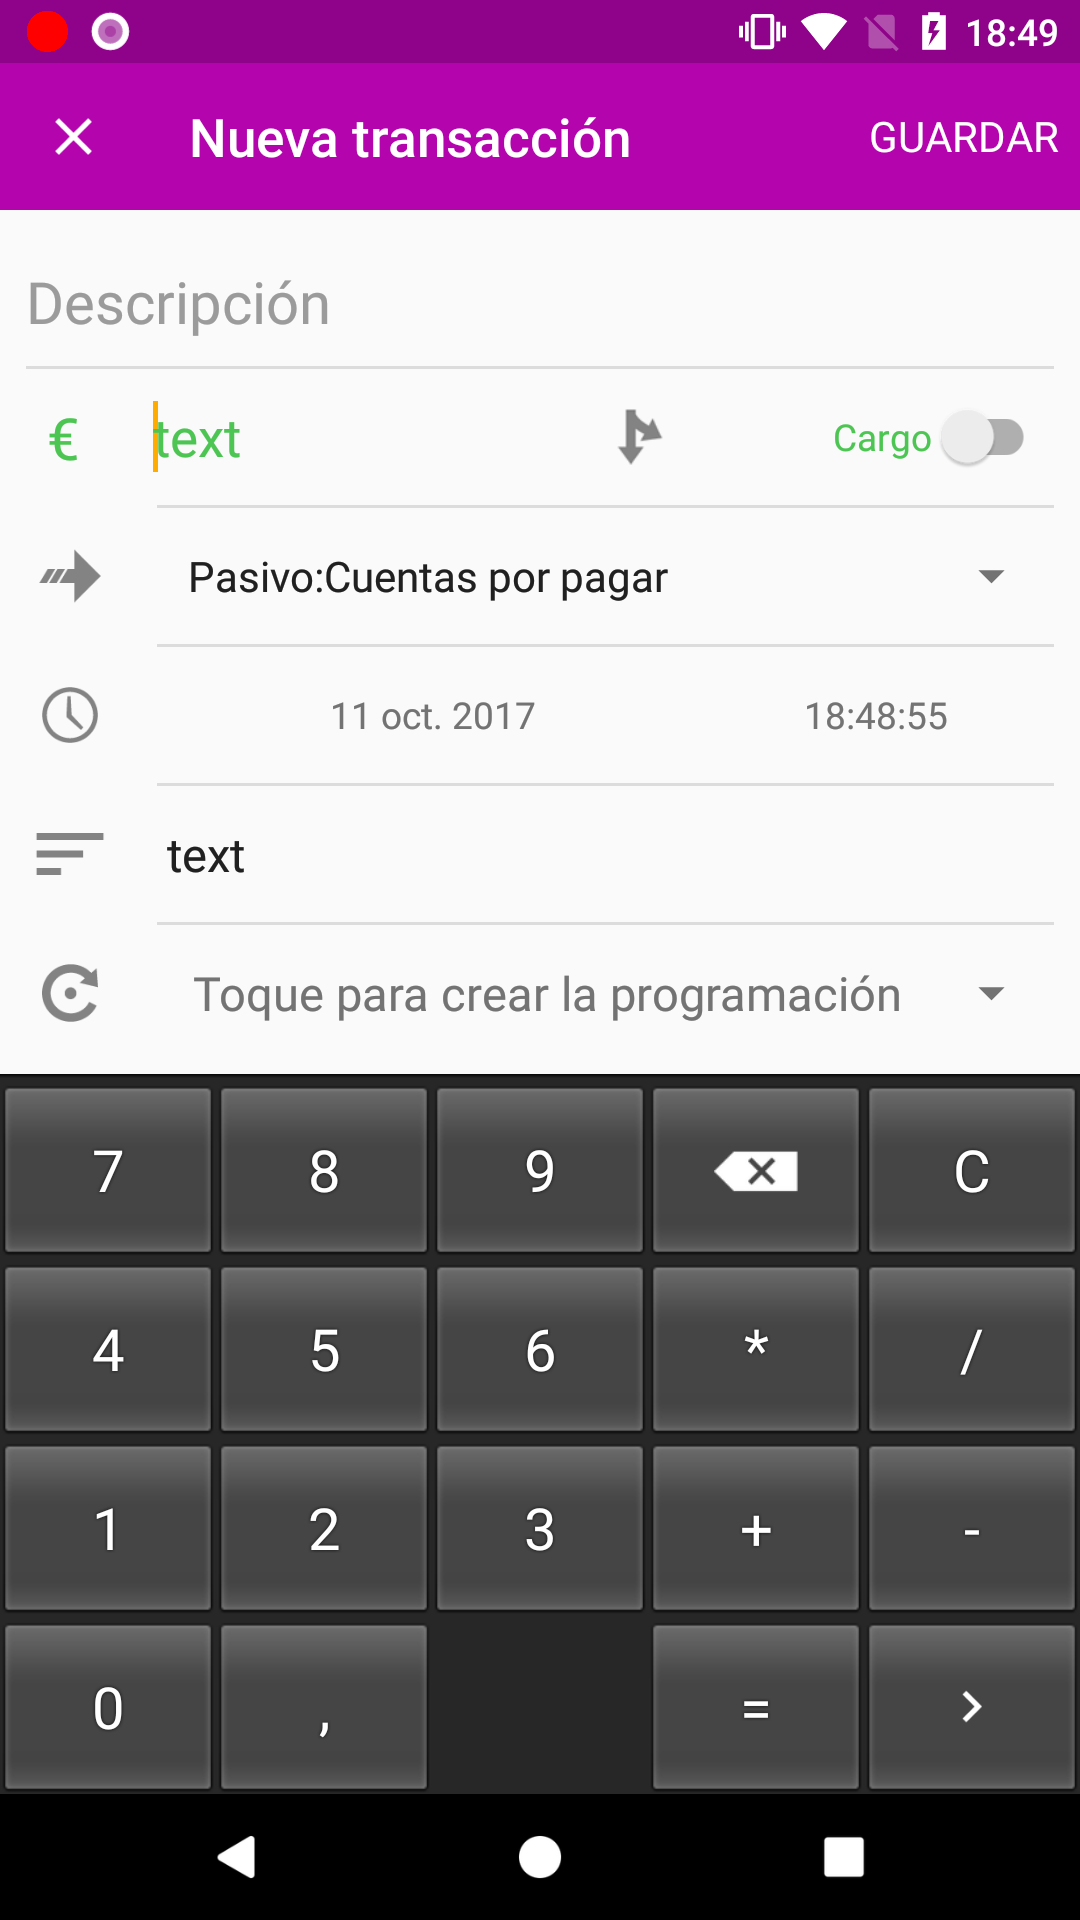 18:49
Nueva transacción GUARDAR
Descripción
€ text Cargo
Pasivo:Cuentas por pagar
11 oct. 2017 18:48:55
text
Toque para crear la programación
7 8 9 C
4 5 6 * /
1 2 3 + -
0 , = >